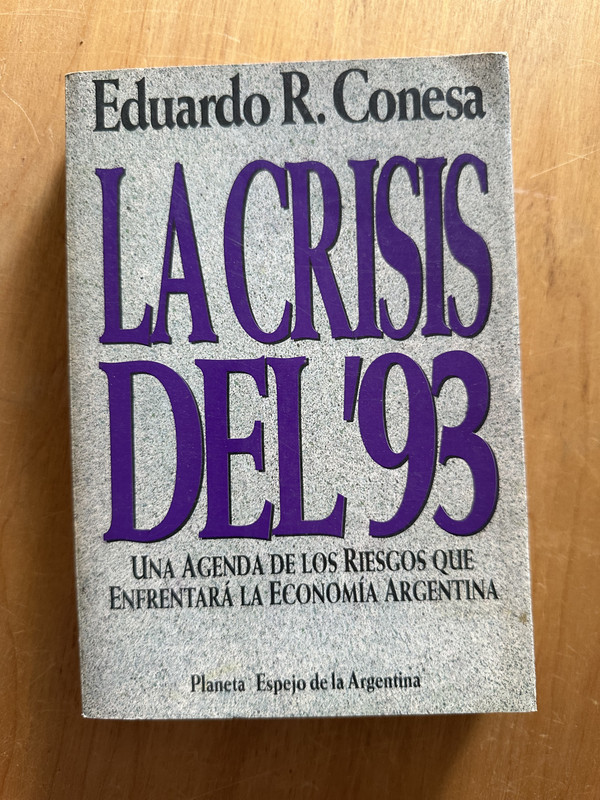 Eduardo R. Conesa
LA CRISIS
DEL '93
UNA AGENDA DE LOS RIESGOS QUE
ENFRENTARÁ LA ECONOMÍA ARGENTINA
Planeta Espejo de la Argentina